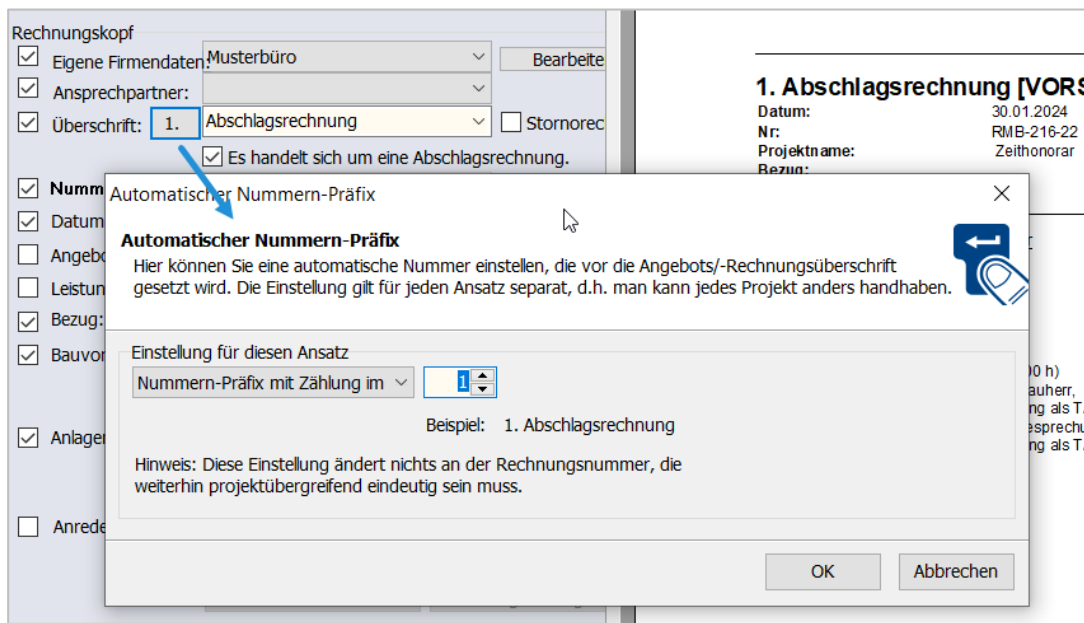 Rechnungskopf
Eigene Firmendaten:
Musterbüro
Bearbeite
Ansprechpartner:
Überschrift:
1.
Abschlagsrechnung
Stornorec
Es handelt sich um eine Abschlagsrechnung.
Numm
Datum
Angebo
Leistun
Bezug:
Bauvor
Anlagen
Anrede
1. Abschlagsrechnung [VORS
Datum: 30.01.2024
Nr: RMB-216-22
Projektname: Zeithonorar
Bezug:
Automatischer Nummern-Präfix
Automatischer Nummern-Präfix
Hier können Sie eine automatische Nummer einstellen, die vor die Angebots/-Rechnungsüberschrift
gesetzt wird. Die Einstellung gilt für jeden Ansatz separat, d.h. man kann jedes Projekt anders handhaben.
Einstellung für diesen Ansatz
Nummern-Präfix mit Zählung im
1
Beispiel: 1. Abschlagsrechnung
Hinweis: Diese Einstellung ändert nichts an der Rechnungsnummer, die
weiterhin projektübergreifend eindeutig sein muss.
OK
Abbrechen
00 h)
auherr,
ng als T
esprechu
ng als T